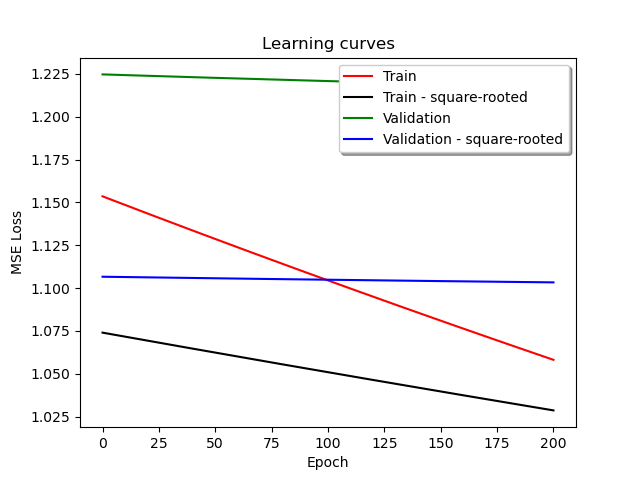 Learning curves
MSE Loss
1.225
1.200
1.175
1.150
1.125
1.100
1.075
1.050
1.025
Train
Train - square-rooted
Validation
Validation - square-rooted
0 25 50 75 100 125 150 175 200
Epoch